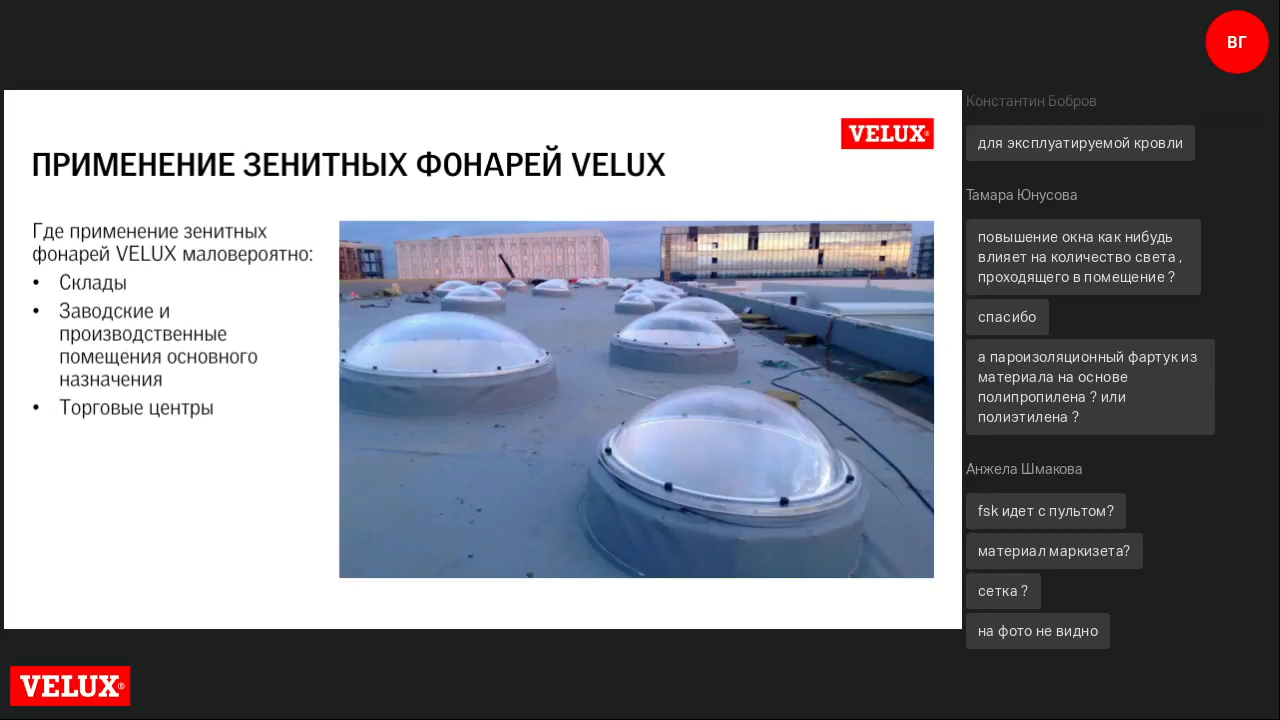 ВГ
VELUX®
ПРИМЕНЕНИЕ ЗЕНИТНЫХ ФОНАРЕЙ VELUX
Где применение зенитных
фонарей VELUX маловероятно:
• Склады
• Заводские и
производственные
помещения основного
назначения
• Торговые центры
Константин Бобров
для эксплуатируемой кровли
Тамара Юнусова
повышение окна как нибудь
влияет на количество света ,
проходящего в помещение ?
спасибо
а пароизоляционный фартук из
материала на основе
полипропилена ? или
полиэтилена ?
Анжела Шмакова
fsk идет с пультом?
материал маркизета?
сетка ?
на фото не видно
VELUX®